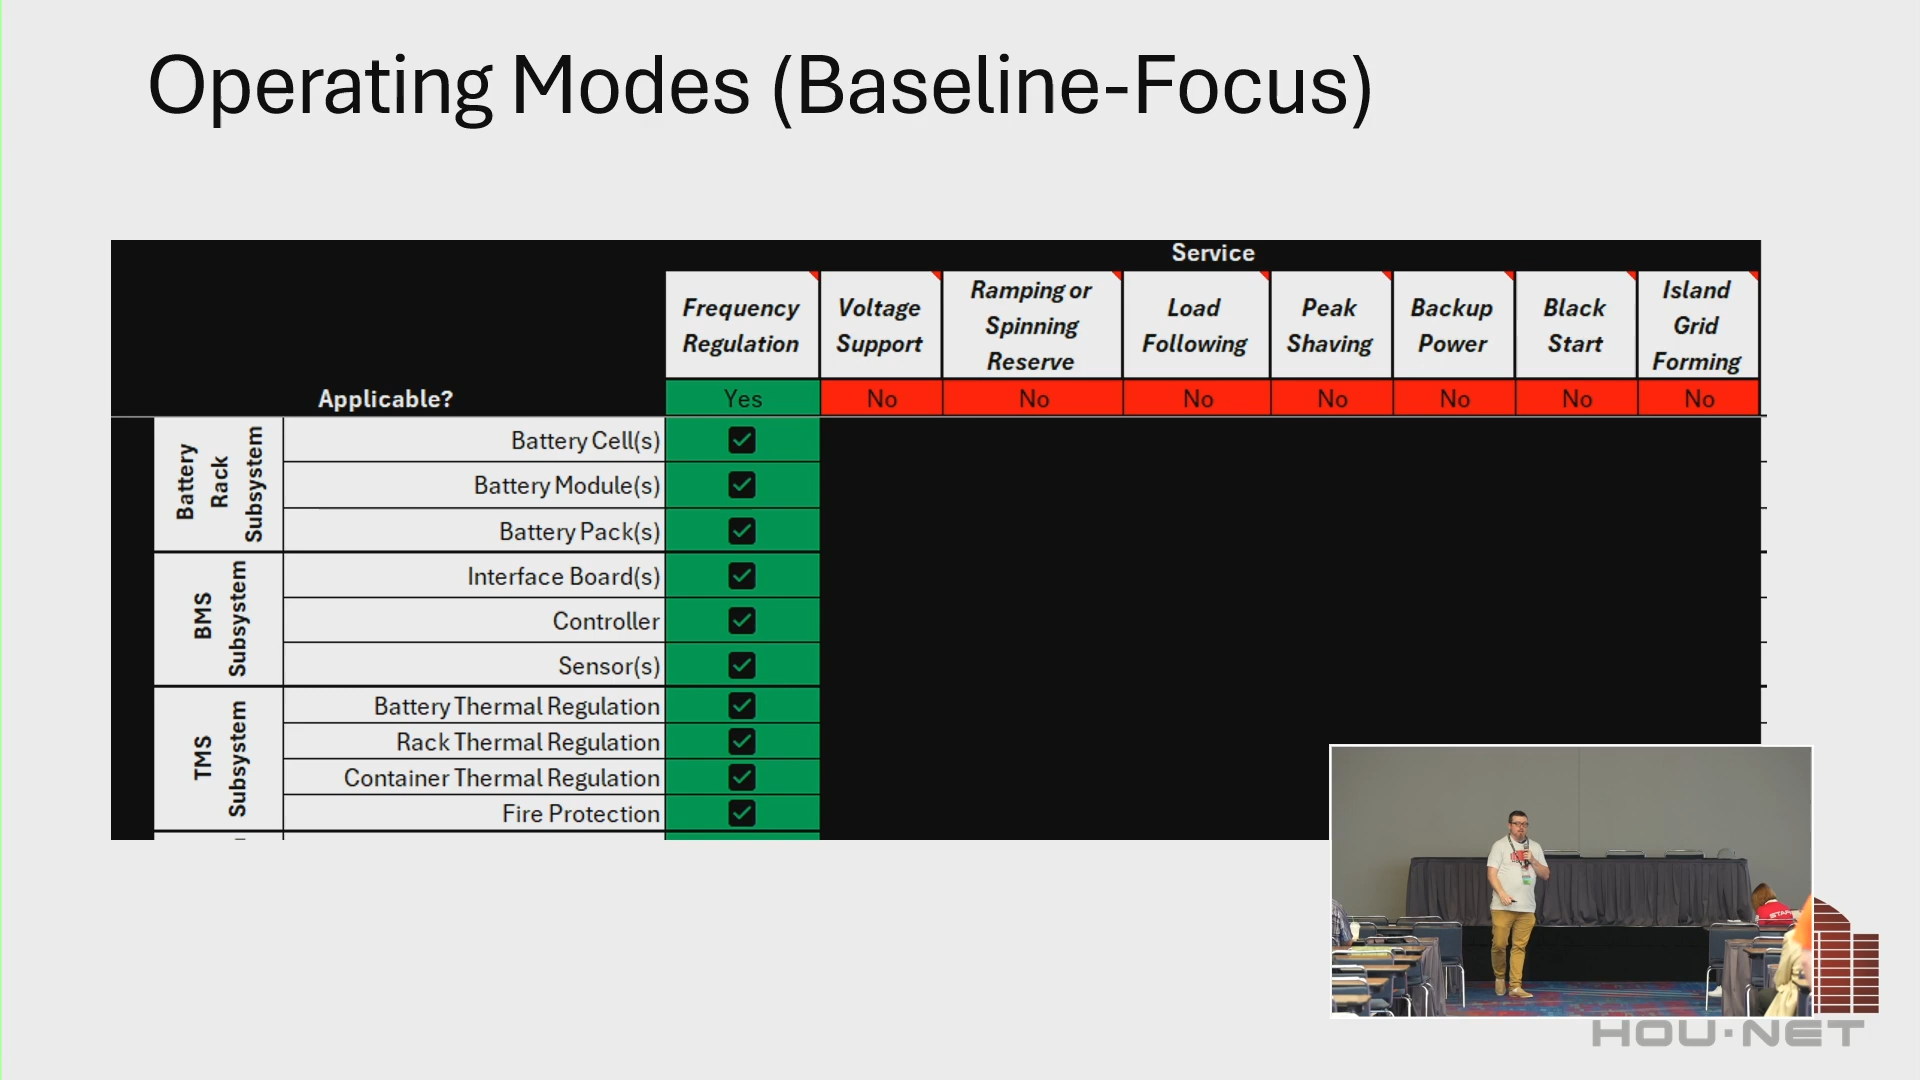 Operating Modes (Baseline-Focus)
Service
Frequency
Regulation
Voltage
Support
Ramping or
Spinning
Reserve
Load
Following
Peak
Shaving
Backup
Power
Black
Start
Island
Grid
Forming
Applicable?
Yes
No
No
No
No
No
No
No
Battery
Rack
Subsystem
Battery Cell(s)
Battery Module(s)
Battery Pack(s)
BMS
Subsystem
Interface Board(s)
Controller
Sensor(s)
TMS
Subsystem
Battery Thermal Regulation
Rack Thermal Regulation
Container Thermal Regulation
Fire Protection
HOU·NET